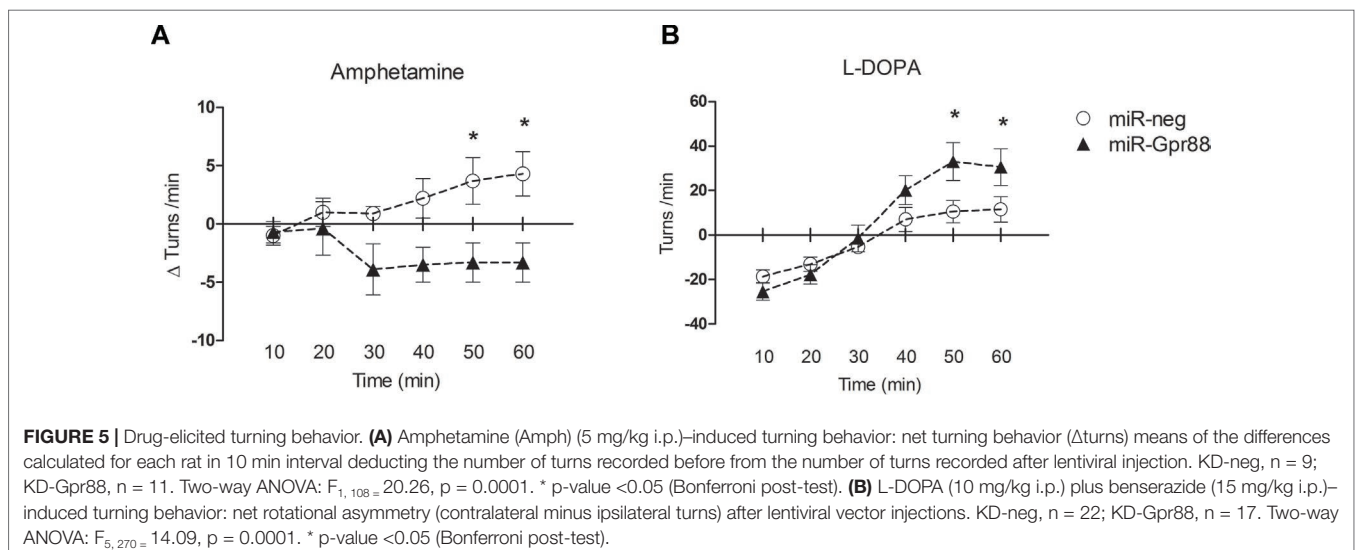 A
Amphetamine
Δ Turns /min
10
5
0
-5
-10
10 20 30 40 50 60
Time (min)
* *
B
L-DOPA
Turns /min
60
40
20
0
-20
-40
10 20 30 40 50 60
Time (min)
* *
miR-neg
miR-Gpr88
FIGURE 5 | Drug-elicited turning behavior. (A) Amphetamine (Amph) (5 mg/kg i.p.)–induced turning behavior: net turning behavior (Δturns) means of the differences
calculated for each rat in 10 min interval deducting the number of turns recorded before from the number of turns recorded after lentiviral injection. KD-neg, n = 9;
KD-Gpr88, n = 11. Two-way ANOVA: F1, 108 = 20.26, p = 0.0001. * p-value <0.05 (Bonferroni post-test). (B) L-DOPA (10 mg/kg i.p.) plus benserazide (15 mg/kg i.p.)–
induced turning behavior: net rotational asymmetry (contralateral minus ipsilateral turns) after lentiviral vector injections. KD-neg, n = 22; KD-Gpr88, n = 17. Two-way
ANOVA: F5, 270 = 14.09, p = 0.0001. * p-value <0.05 (Bonferroni post-test).